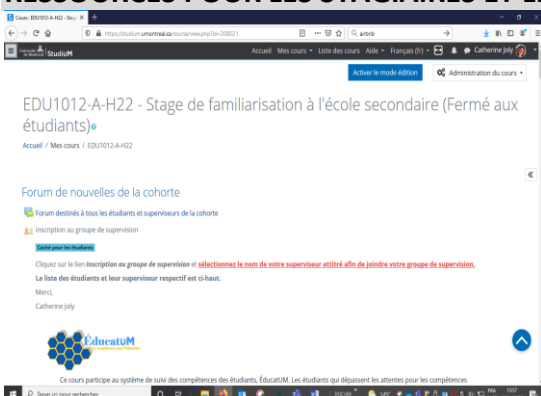 Cours : EDU1012-A-H22 - Stag
https://studium.umontreal.ca/course/view.php?id=208021
airbnb
StudiUM
Accueil Mes cours Liste des cours Aide Français (fr) Catherine Joly
Activer le mode édition
Administration du cours
EDU1012-A-H22 - Stage de familiarisation à l'école secondaire (Fermé aux
étudiants)
Accueil / Mes cours / EDU1012-A-H22
Forum de nouvelles de la cohorte
Forum destinés à tous les étudiants et superviseurs de la cohorte
Inscription au groupe de supervision
Caché pour les étudiants
Cliquez sur le lien Inscription au groupe de supervision et sélectionnez le nom de votre superviseur attitré afin de joindre votre groupe de supervision.
La liste des étudiants et leur superviseur respectif est ci-haut.
Merci,
Catherine Joly
ÉducatUM
Ce cours participe au système de suivi des compétences des étudiants, ÉducatUM. Les étudiants qui dépassent les attentes pour les compétences
Taper ici pour rechercher
FRA